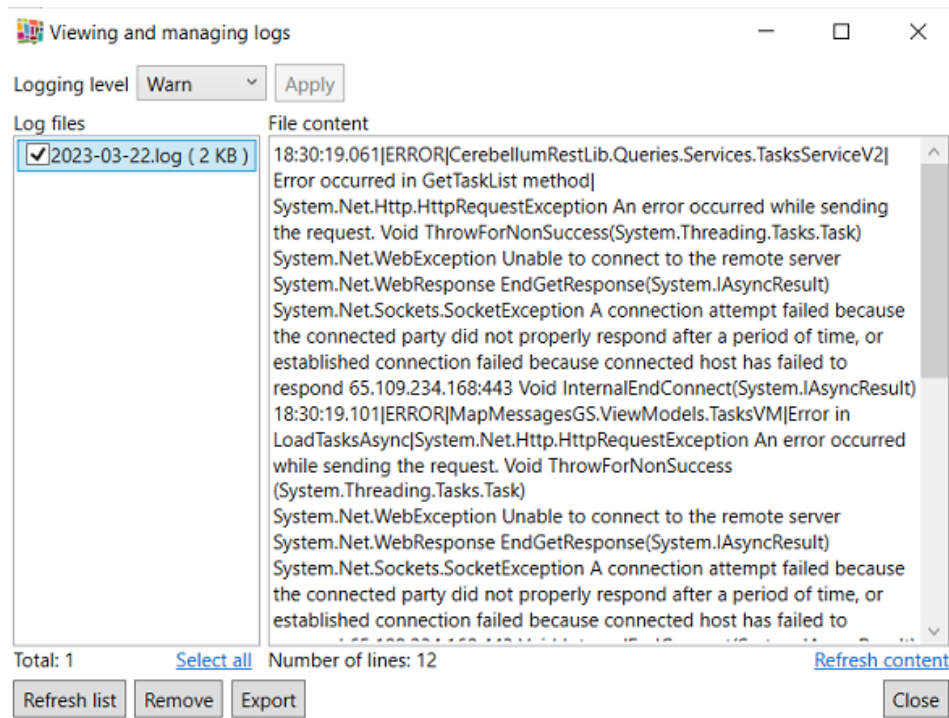 Viewing and managing logs
Logging level Warn Apply
Log files
File content
2023-03-22.log ( 2 KB )
18:30:19.061|ERROR|CerebellumRestLib.Queries.Services.TasksServiceV2|
Error occurred in GetTaskList method|
System.Net.Http.HttpRequestException An error occurred while sending
the request. Void ThrowForNonSuccess(System.Threading.Tasks.Task)
System.Net.WebException Unable to connect to the remote server
System.Net.WebResponse EndGetResponse(System.IAsyncResult)
System.Net.Sockets.SocketException A connection attempt failed because
the connected party did not properly respond after a period of time, or
established connection failed because connected host has failed to
respond 65.109.234.168:443 Void InternalEndConnect(System.IAsyncResult)
18:30:19.101|ERROR|MapMessagesGS.ViewModels.TasksVM|Error in
LoadTasksAsync|System.Net.Http.HttpRequestException An error occurred
while sending the request. Void ThrowForNonSuccess
(System.Threading.Tasks.Task)
System.Net.WebException Unable to connect to the remote server
System.Net.WebResponse EndGetResponse(System.IAsyncResult)
System.Net.Sockets.SocketException A connection attempt failed because
the connected party did not properly respond after a period of time, or
established connection failed because connected host has failed to
Total: 1 Select all Number of lines: 12 Refresh content
Refresh list Remove Export Close